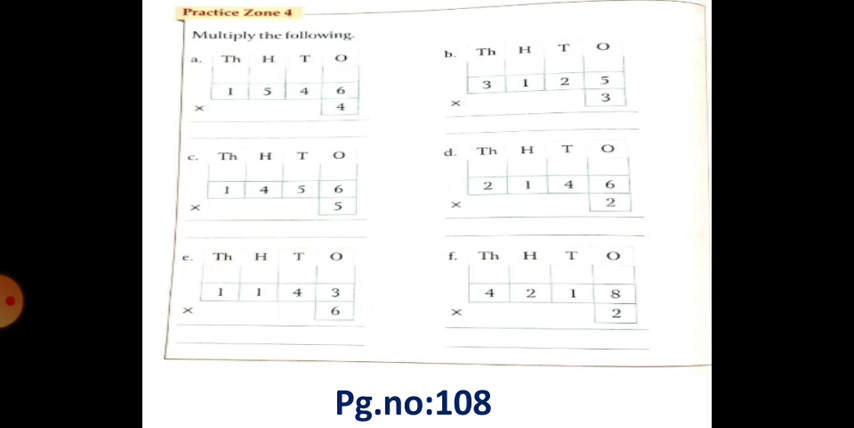 Practice Zone 4
Multiply the following.
a. Th H T O
1 5 4 6
× 4
b. Th H T O
3 1 2 5
× 3
c. Th H T O
1 4 5 6
× 5
d. Th H T O
2 1 4 6
× 2
e. Th H T O
1 1 4 3
× 6
f. Th H T O
4 2 1 8
× 2
Pg.no:108